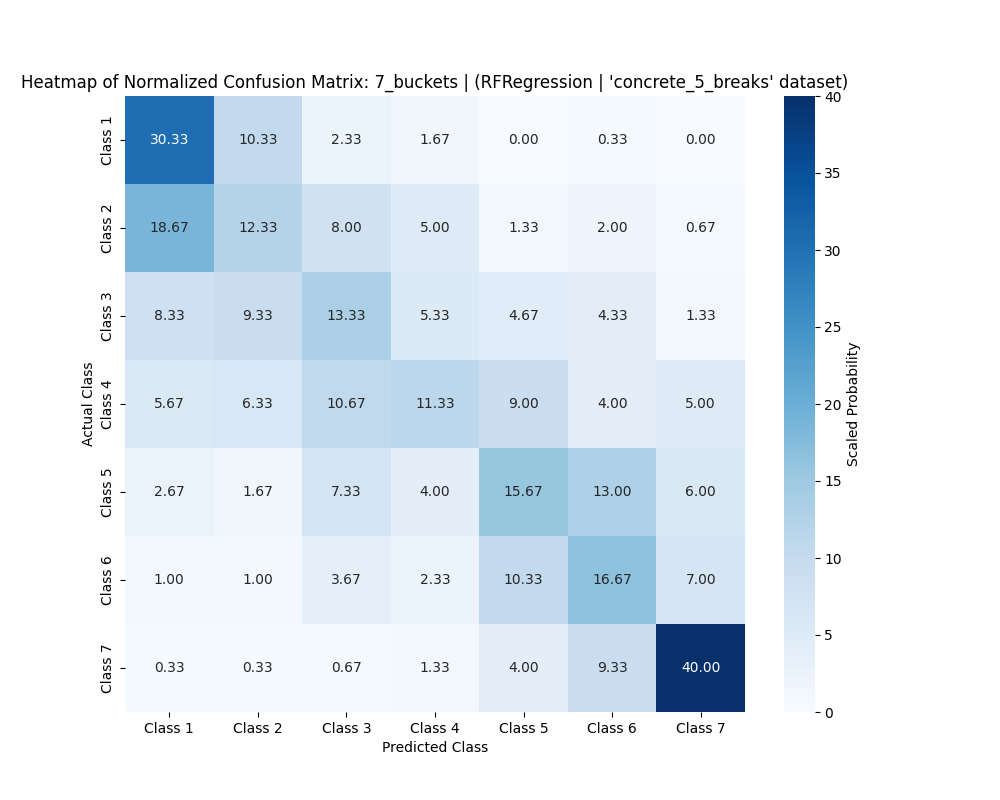 Heatmap of Normalized Confusion Matrix: 7_buckets | (RFRegression | 'concrete_5_breaks' dataset)
Class 1
30.33 10.33 2.33 1.67 0.00 0.33 0.00
Class 2
18.67 12.33 8.00 5.00 1.33 2.00 0.67
Class 3
8.33 9.33 13.33 5.33 4.67 4.33 1.33
Class 4
5.67 6.33 10.67 11.33 9.00 4.00 5.00
Class 5
2.67 1.67 7.33 4.00 15.67 13.00 6.00
Class 6
1.00 1.00 3.67 2.33 10.33 16.67 7.00
Class 7
0.33 0.33 0.67 1.33 4.00 9.33 40.00
Actual Class
Class 1 Class 2 Class 3 Class 4 Class 5 Class 6 Class 7
Predicted Class
40
35
30
25
20
15
10
5
0
Scaled Probability